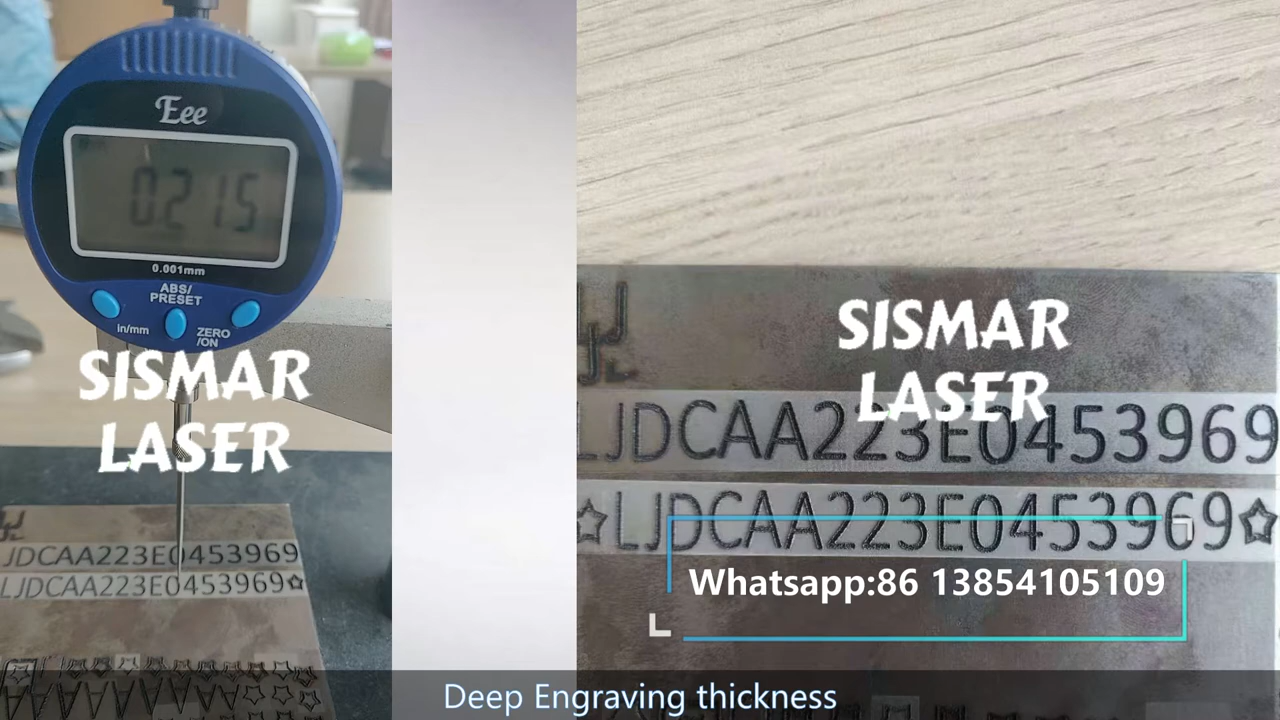 Eee
0.215
0.001mm
ABS/
PRESET
in/mm
ZERO
/ON
SISMAR
LASER
JDCAA223E0453969
LJDCAA223E0453969☆
SISMAR
LASER
LJDCAA223E0453969
☆LJDCAA223E0453969☆
Whatsapp:86 13854105109
Deep Engraving thickness